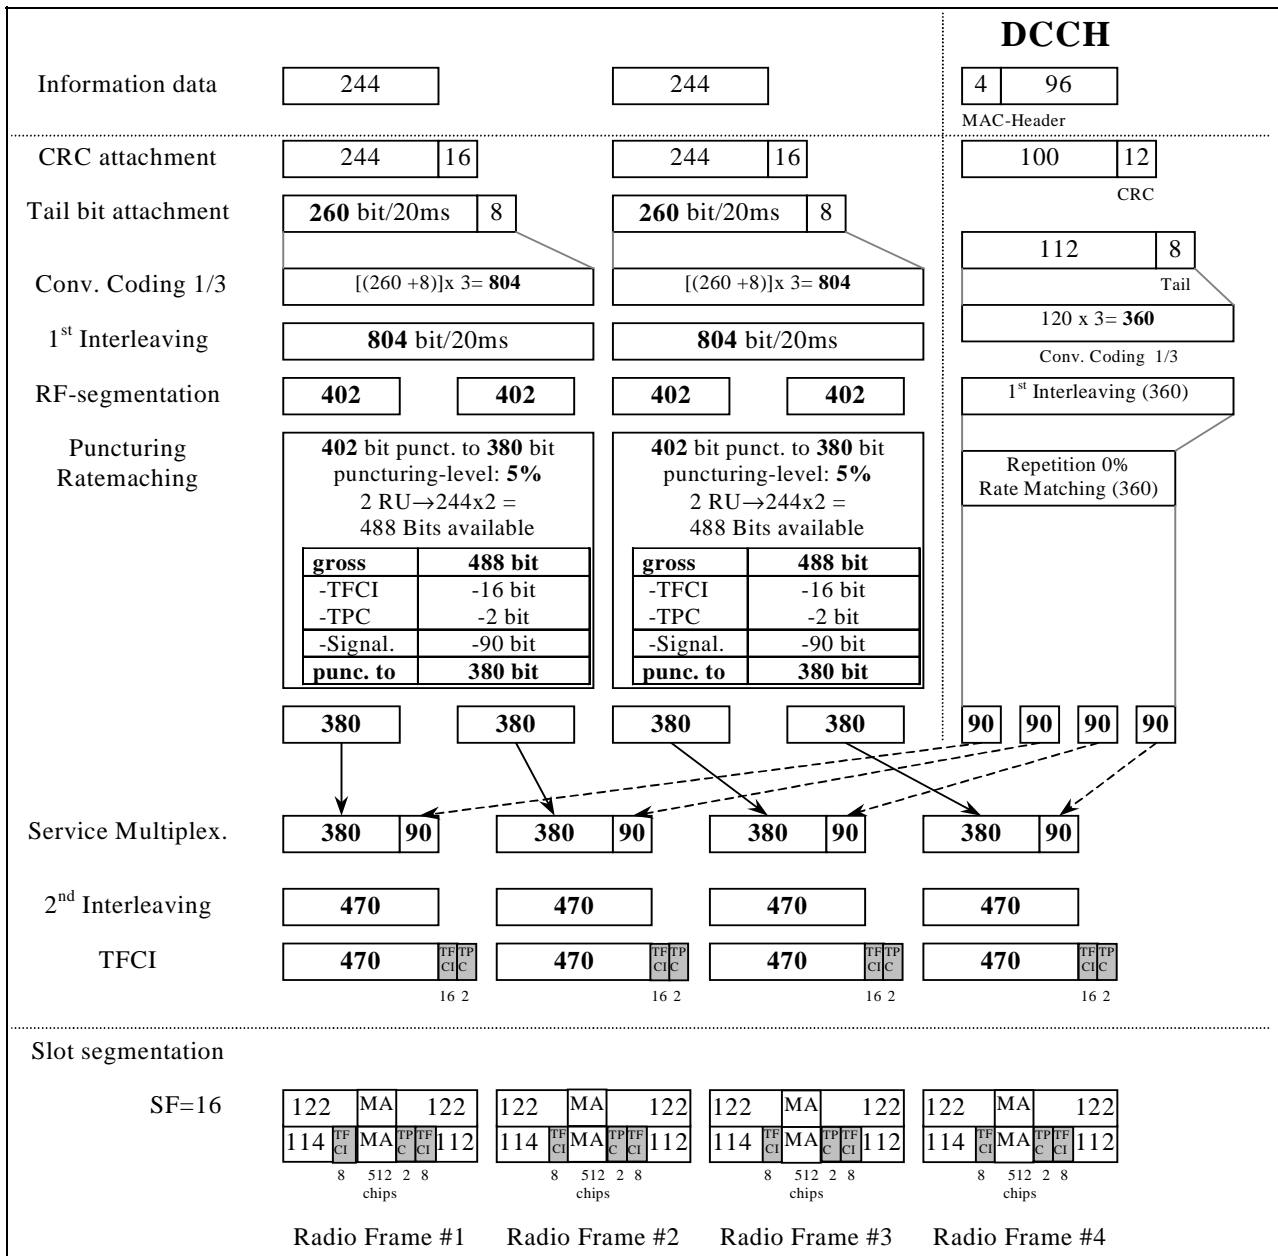 DCCH
Information data 244 244 4 96
MAC-Header
CRC attachment 244 16 244 16 100 12
CRC
Tail bit attachment 260 bit/20ms 8 260 bit/20ms 8
112 8
Tail
Conv. Coding 1/3 [(260 +8)]x 3= 804 [(260 +8)]x 3= 804
120 x 3= 360
Conv. Coding 1/3
1st Interleaving 804 bit/20ms 804 bit/20ms
RF-segmentation 402 402 402 402 1st Interleaving (360)
Puncturing
Ratemaching
402 bit punct. to 380 bit
puncturing-level: 5%
2 RU→244x2 =
488 Bits available
gross 488 bit
-TFCI -16 bit
-TPC -2 bit
-Signal. -90 bit
punc. to 380 bit
402 bit punct. to 380 bit
puncturing-level: 5%
2 RU→244x2 =
488 Bits available
gross 488 bit
-TFCI -16 bit
-TPC -2 bit
-Signal. -90 bit
punc. to 380 bit
Repetition 0%
Rate Matching (360)
380 380 380 380 90 90 90 90
Service Multiplex. 380 90 380 90 380 90 380 90
2nd Interleaving 470 470 470 470
TFCI 470 TFCI TPC 470 TFCI TPC 470 TFCI TPC 470 TFCI TPC
16 2 16 2 16 2 16 2
Slot segmentation
SF=16 122 MA 122 122 MA 122 122 MA 122 122 MA 122
114 TFCI MA TPC TFCI 112 114 TFCI MA TPC TFCI 112 114 TFCI MA TPC TFCI 112 114 TFCI MA TPC TFCI 112
8 512 2 8 8 512 2 8 8 512 2 8 8 512 2 8
chips chips chips chips
Radio Frame #1 Radio Frame #2 Radio Frame #3 Radio Frame #4